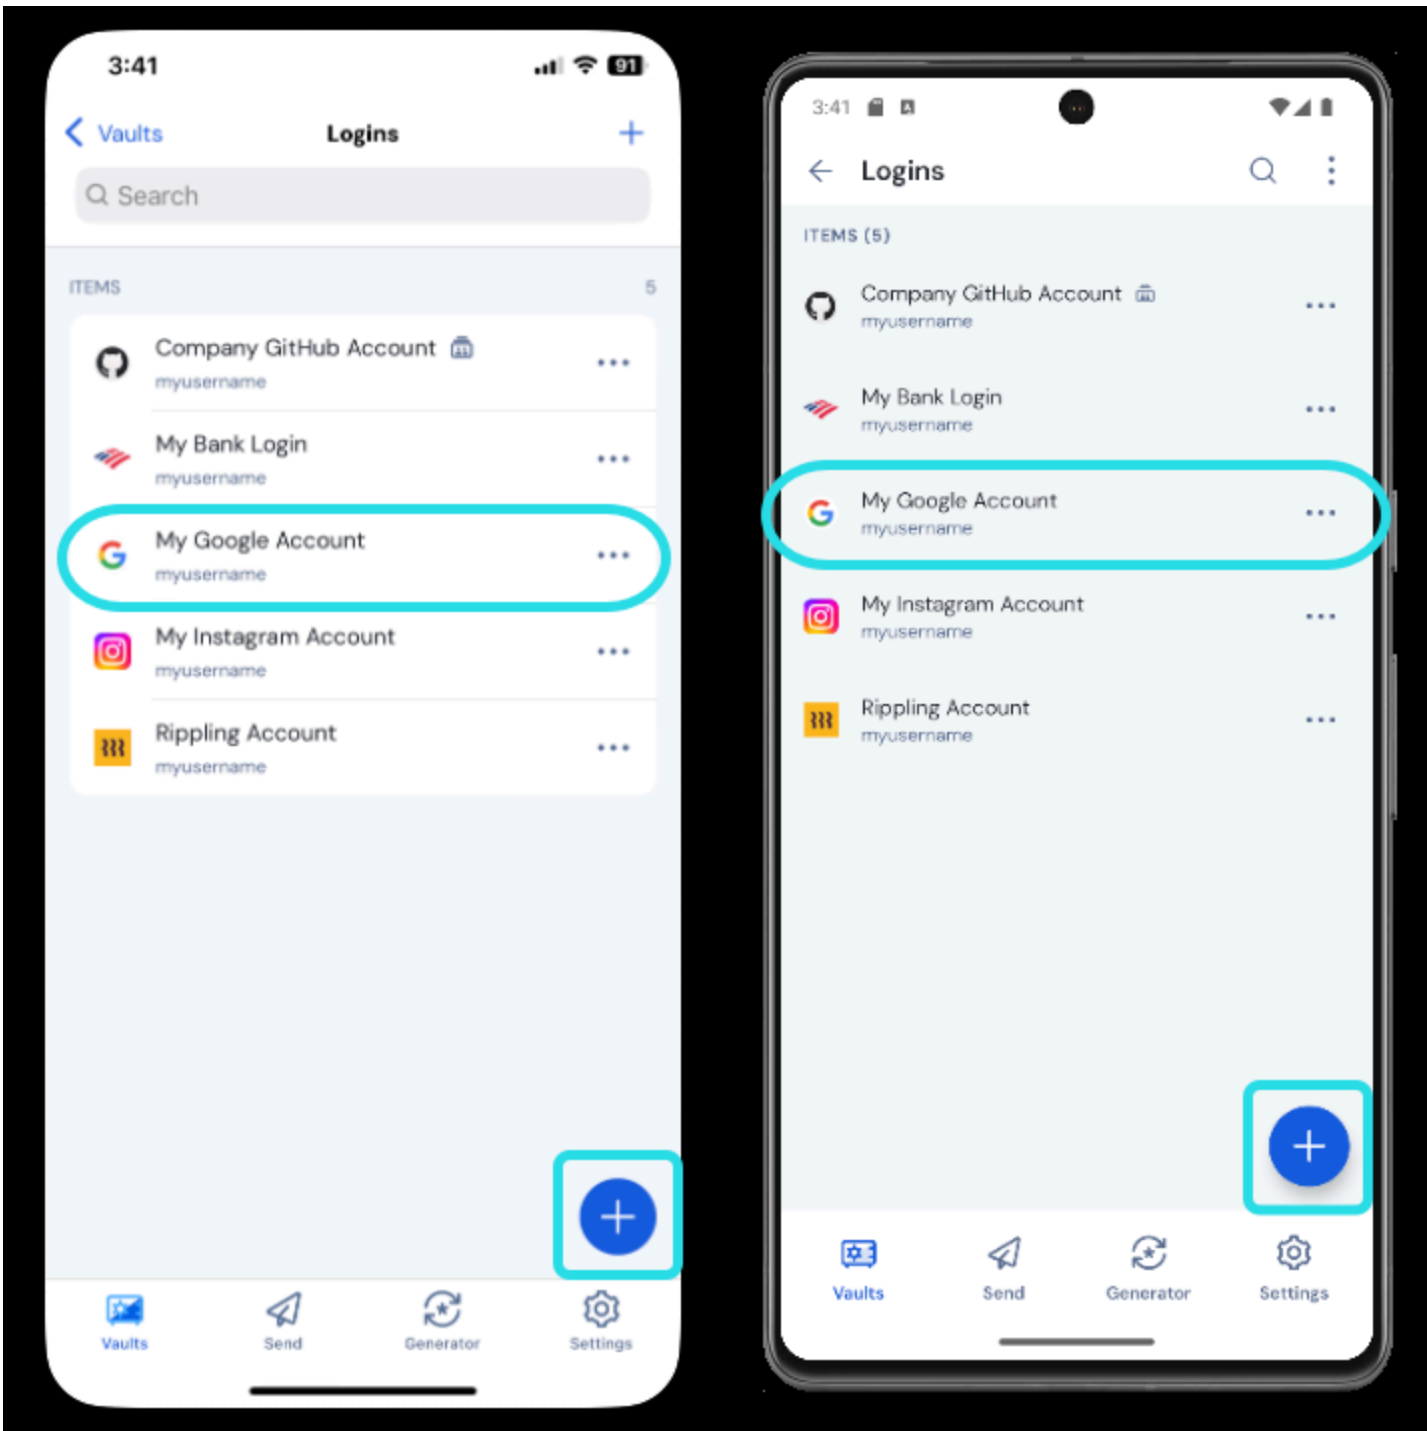 3:41
91
Vaults
Logins
Search
ITEMS
5
Company GitHub Account
myusername
My Bank Login
myusername
My Google Account
myusername
My Instagram Account
myusername
Rippling Account
myusername
Vaults
Send
Generator
Settings
3:41
Logins
ITEMS (5)
Company GitHub Account
myusername
My Bank Login
myusername
My Google Account
myusername
My Instagram Account
myusername
Rippling Account
myusername
Vaults
Send
Generator
Settings